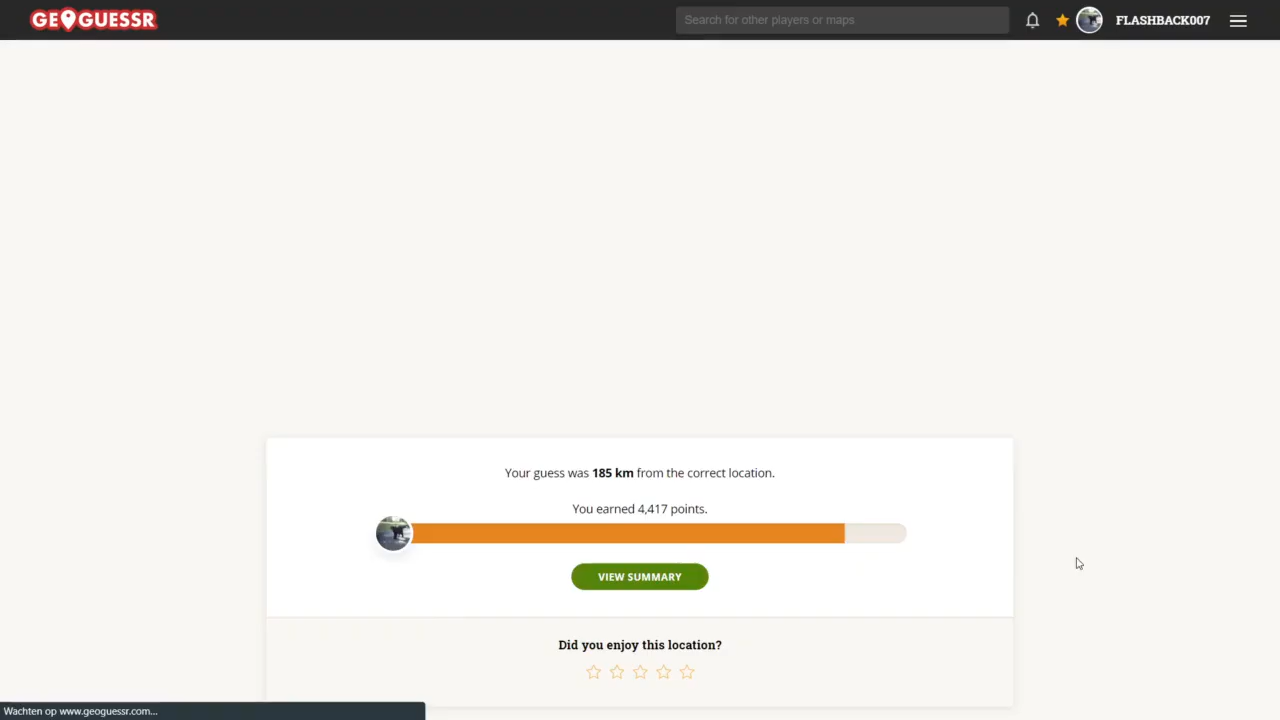 GEOGUESSR
Search for other players or maps
FLASHBACK007
Your guess was 185 km from the correct location.
You earned 4,417 points.
VIEW SUMMARY
Did you enjoy this location?
Wachten op www.geoguessr.com...